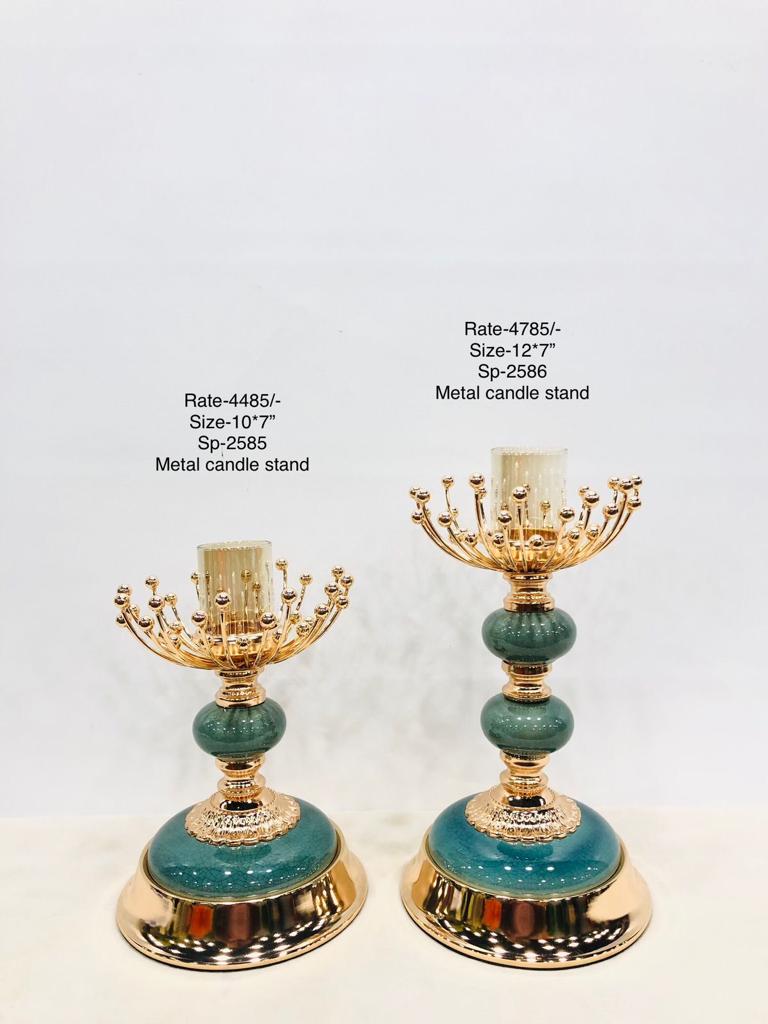 Rate-4785/-
Size-12*7”
Sp-2586
Metal candle stand
Rate-4485/-
Size-10*7”
Sp-2585
Metal candle stand